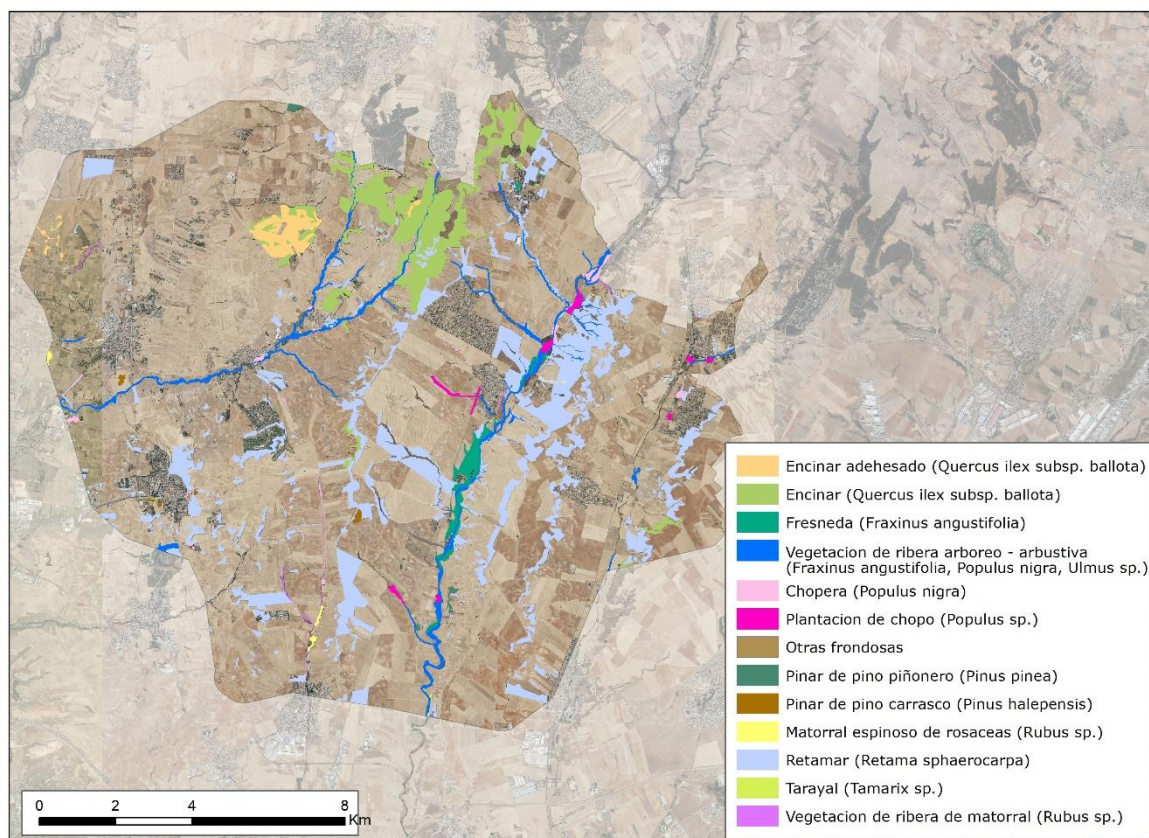 Encinar adehesado (Quercus ilex subsp. ballota)
Encinar (Quercus ilex subsp. ballota)
Fresneda (Fraxinus angustifolia)
Vegetacion de ribera arboreo - arbustiva
(Fraxinus angustifolia, Populus nigra, Ulmus sp.)
Chopera (Populus nigra)
Plantacion de chopo (Populus sp.)
Otras frondosas
Pinar de pino piñonero (Pinus pinea)
Pinar de pino carrasco (Pinus halepensis)
Matorral espinoso de rosaceas (Rubus sp.)
Retamar (Retama sphaerocarpa)
Tarayal (Tamarix sp.)
Vegetacion de ribera de matorral (Rubus sp.)
0 2 4 8
Km